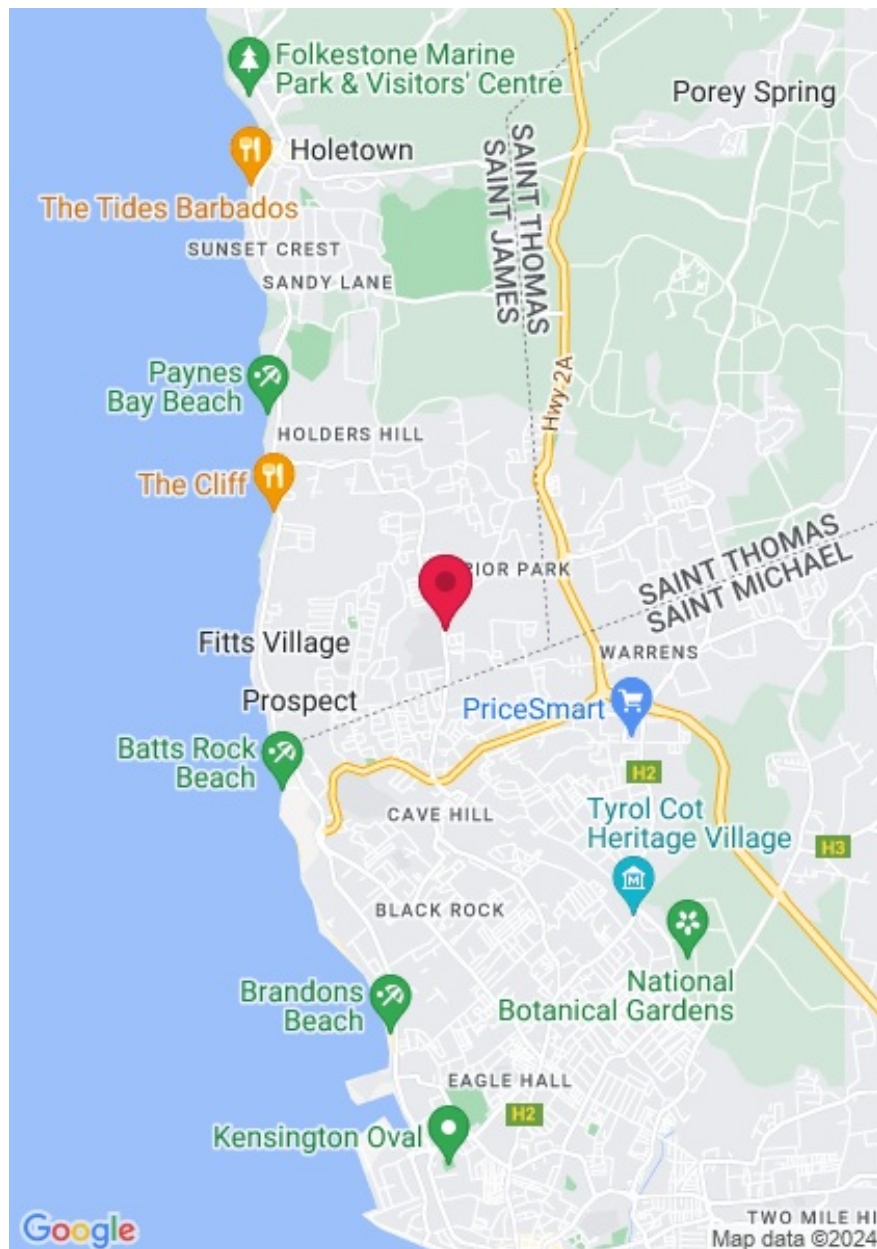 Folkestone Marine
Park & Visitors' Centre
Porey Spring
Holetown
SAINT THOMAS
SAINT JAMES
The Tides Barbados
SUNSET CREST
SANDY LANE
Paynes
Bay Beach
Hwy 2A
HOLDERS HILL
The Cliff
SAINT THOMAS
SAINT MICHAEL
RIOR PARK
Fitts Village
WARRENS
Prospect
PriceSmart
Batts Rock
Beach
H2
CAVE HILL
Tyrol Cot
Heritage Village
H3
M
BLACK ROCK
National
Botanical Gardens
Brandons
Beach
EAGLE HALL
H2
Kensington Oval
TWO MILE HI
Google
Map data ©2024